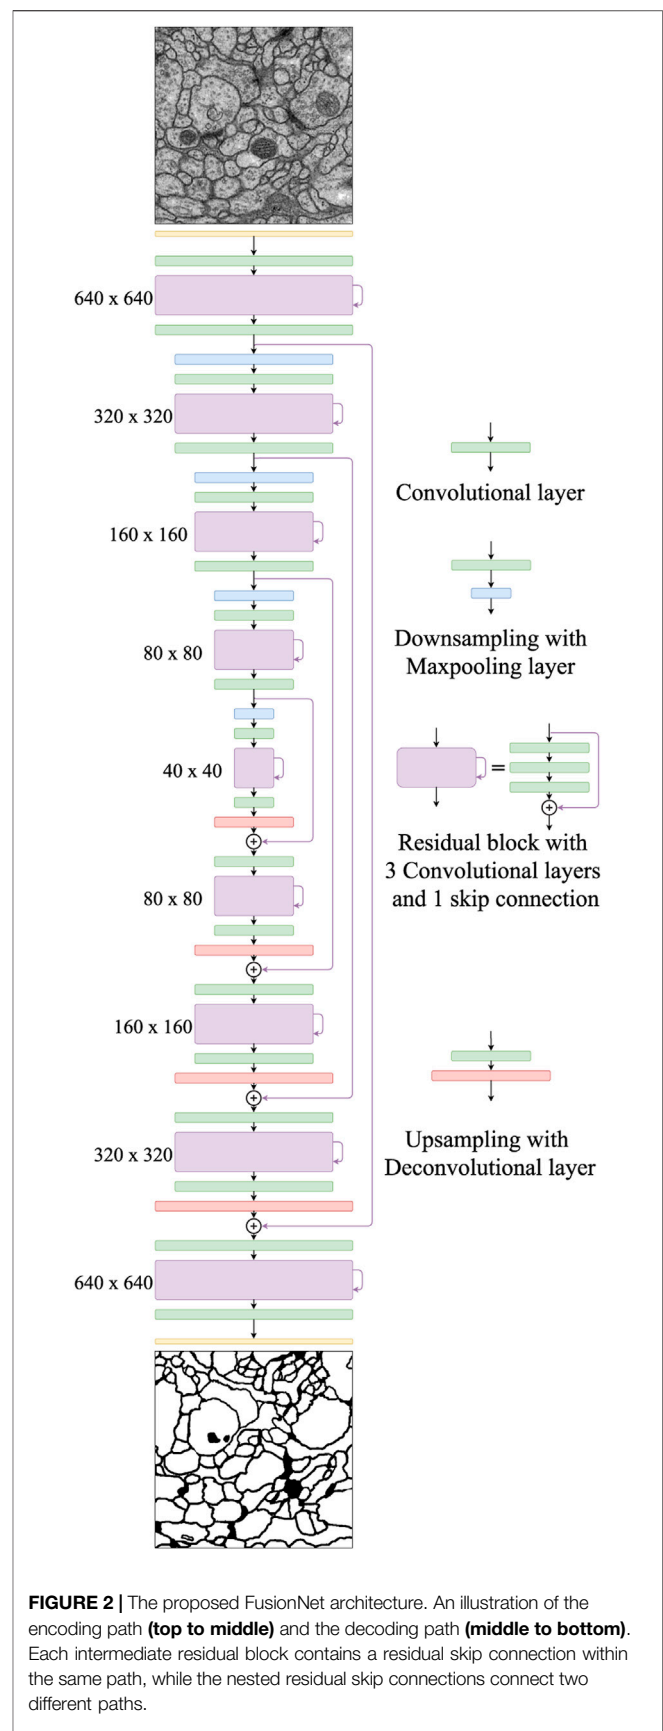 640 x 640
320 x 320
160 x 160
80 x 80
40 x 40
80 x 80
160 x 160
320 x 320
640 x 640
Convolutional layer
Downsampling with
Maxpooling layer
=
Residual block with
3 Convolutional layers
and 1 skip connection
Upsampling with
Deconvolutional layer
FIGURE 2 | The proposed FusionNet architecture. An illustration of the
encoding path (top to middle) and the decoding path (middle to bottom).
Each intermediate residual block contains a residual skip connection within
the same path, while the nested residual skip connections connect two
different paths.